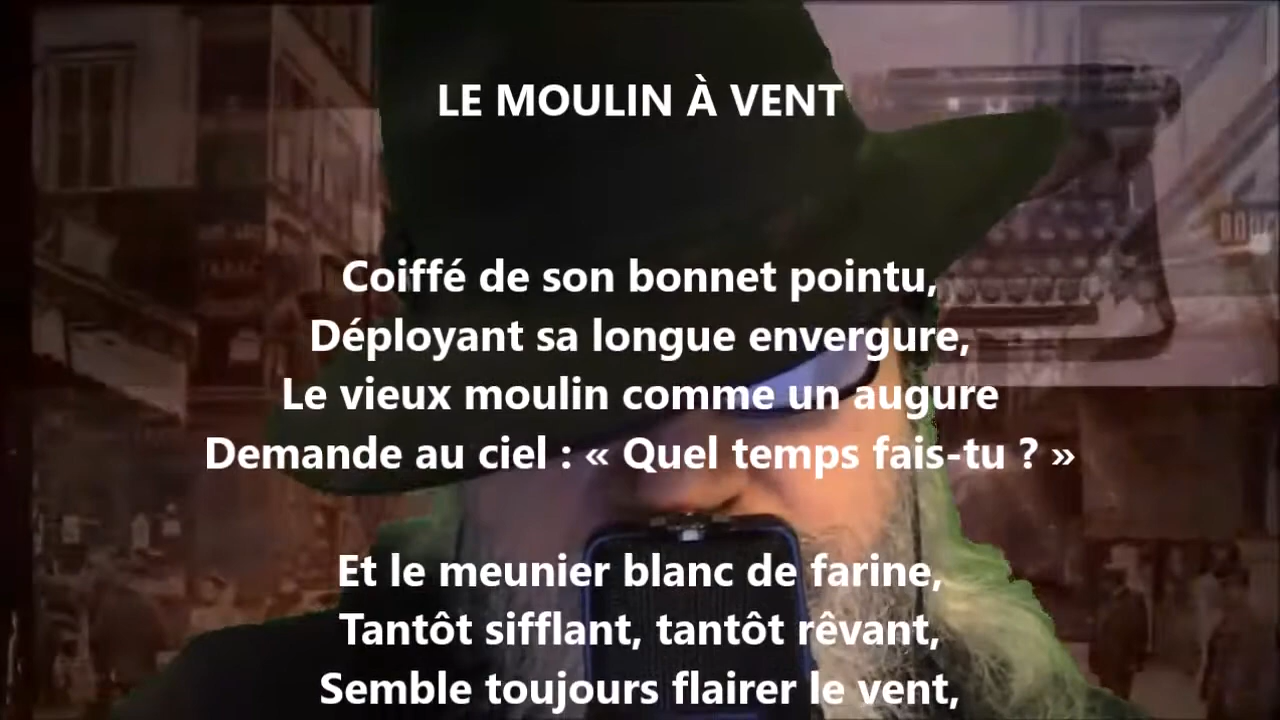 LE MOULIN À VENT
Coiffé de son bonnet pointu,
Déployant sa longue envergure,
Le vieux moulin comme un augure
Demande au ciel : « Quel temps fais-tu ? »
Et le meunier blanc de farine,
Tantôt sifflant, tantôt rêvant,
Semble toujours flairer le vent,